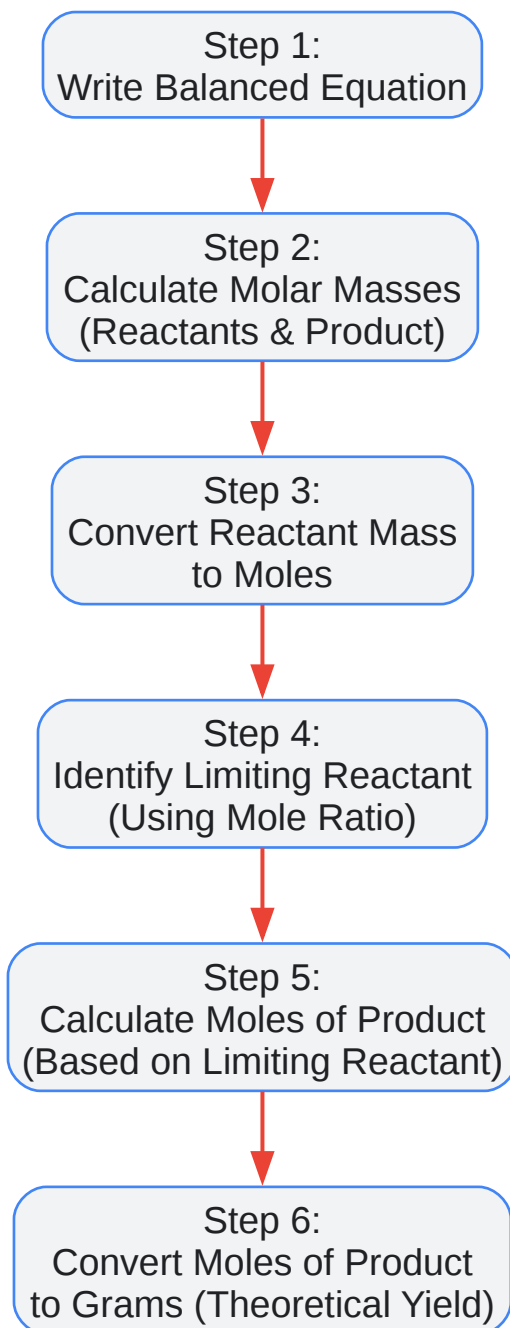 Step 1:
Write Balanced Equation
Step 2:
Calculate Molar Masses
(Reactants & Product)
Step 3:
Convert Reactant Mass
to Moles
Step 4:
Identify Limiting Reactant
(Using Mole Ratio)
Step 5:
Calculate Moles of Product
(Based on Limiting Reactant)
Step 6:
Convert Moles of Product
to Grams (Theoretical Yield)